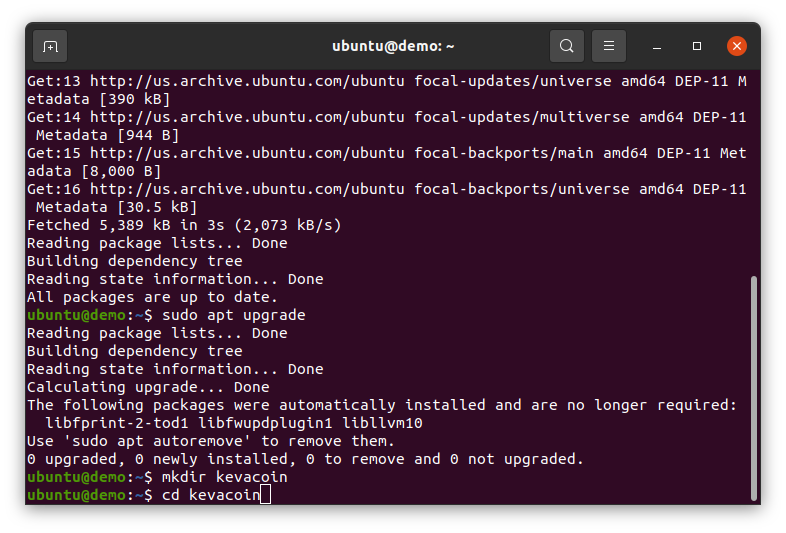 ubuntu@demo: ~
Get:13 http://us.archive.ubuntu.com/ubuntu focal-updates/universe amd64 DEP-11 M
etadata [390 kB]
Get:14 http://us.archive.ubuntu.com/ubuntu focal-updates/multiverse amd64 DEP-11
 Metadata [944 B]
Get:15 http://us.archive.ubuntu.com/ubuntu focal-backports/main amd64 DEP-11 Met
adata [8,000 B]
Get:16 http://us.archive.ubuntu.com/ubuntu focal-backports/universe amd64 DEP-11
 Metadata [30.5 kB]
Fetched 5,389 kB in 3s (2,073 kB/s)
Reading package lists... Done
Building dependency tree
Reading state information... Done
All packages are up to date.
ubuntu@demo:~$ sudo apt upgrade
Reading package lists... Done
Building dependency tree
Reading state information... Done
Calculating upgrade... Done
The following packages were automatically installed and are no longer required:
  libfprint-2-tod1 libfwupdplugin1 libllvm10
Use 'sudo apt autoremove' to remove them.
0 upgraded, 0 newly installed, 0 to remove and 0 not upgraded.
ubuntu@demo:~$ mkdir kevacoin
ubuntu@demo:~$ cd kevacoin